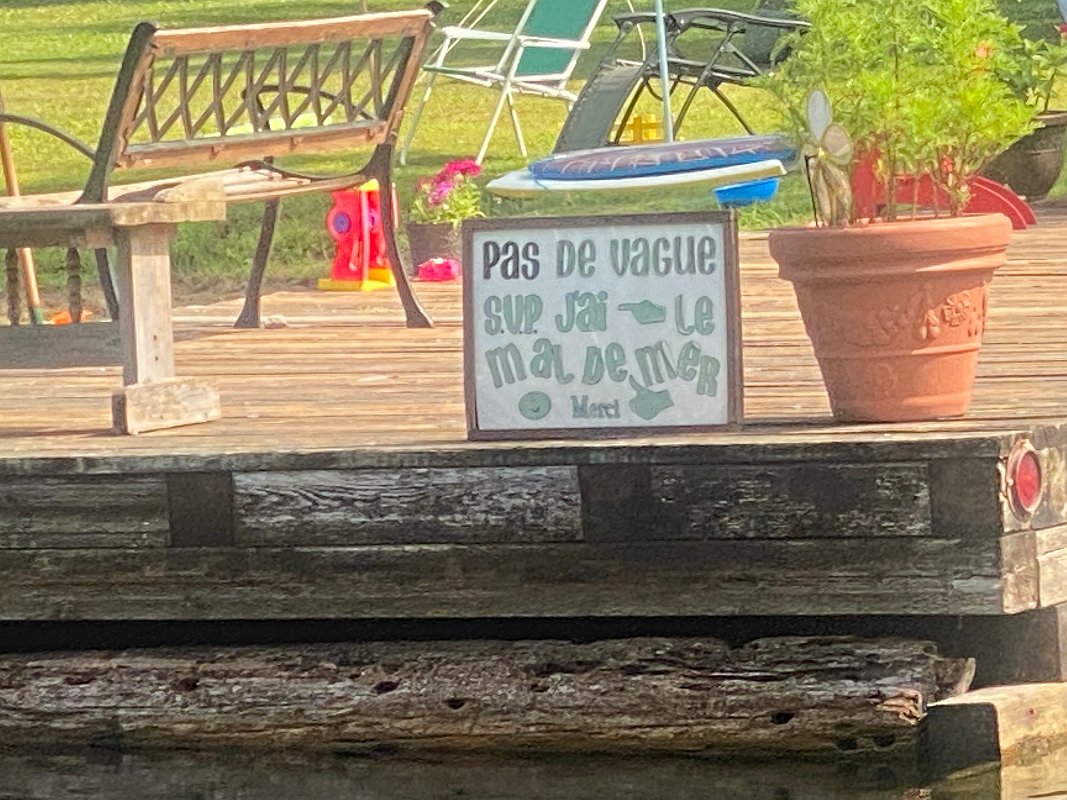 Pas de vague
S.V.P. J'ai le
mal de mer
Merci